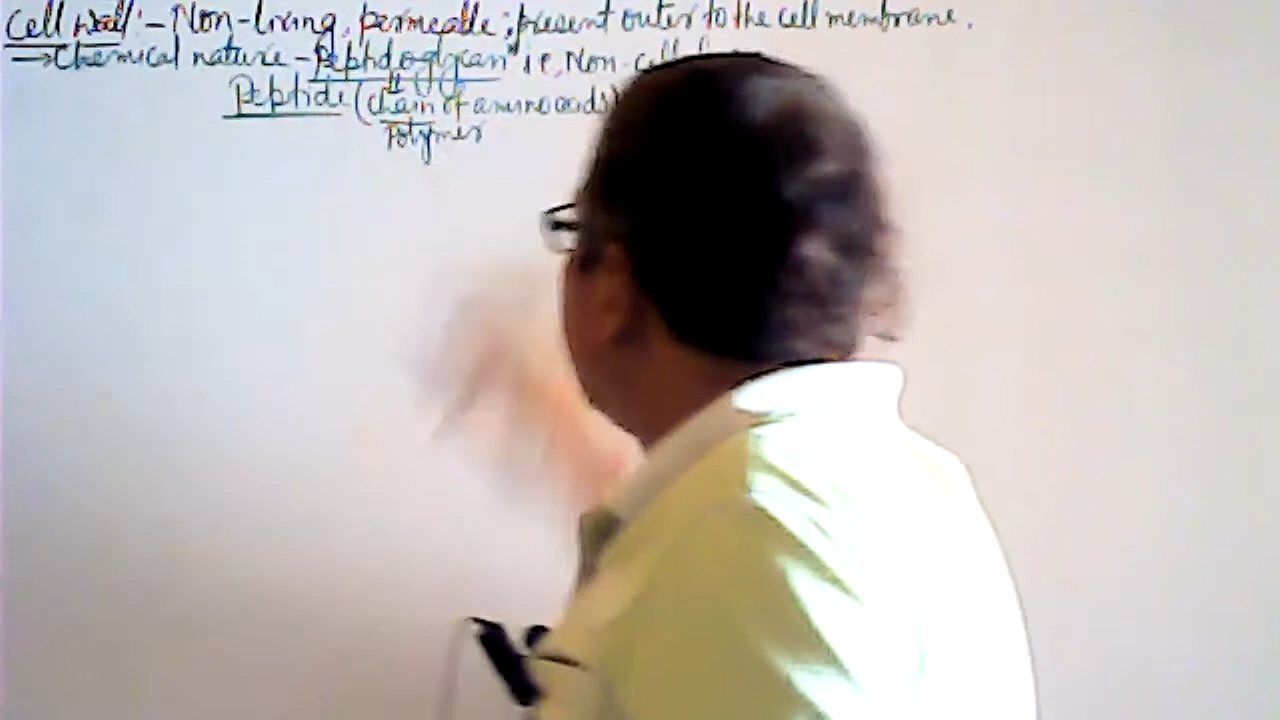 Cell wall :- Non-living, permeable ; present outer to the cell membrane.
→ Chemical nature - Peptidoglycan i.e. Non-
Peptide (chain of amino acids)
Polymer